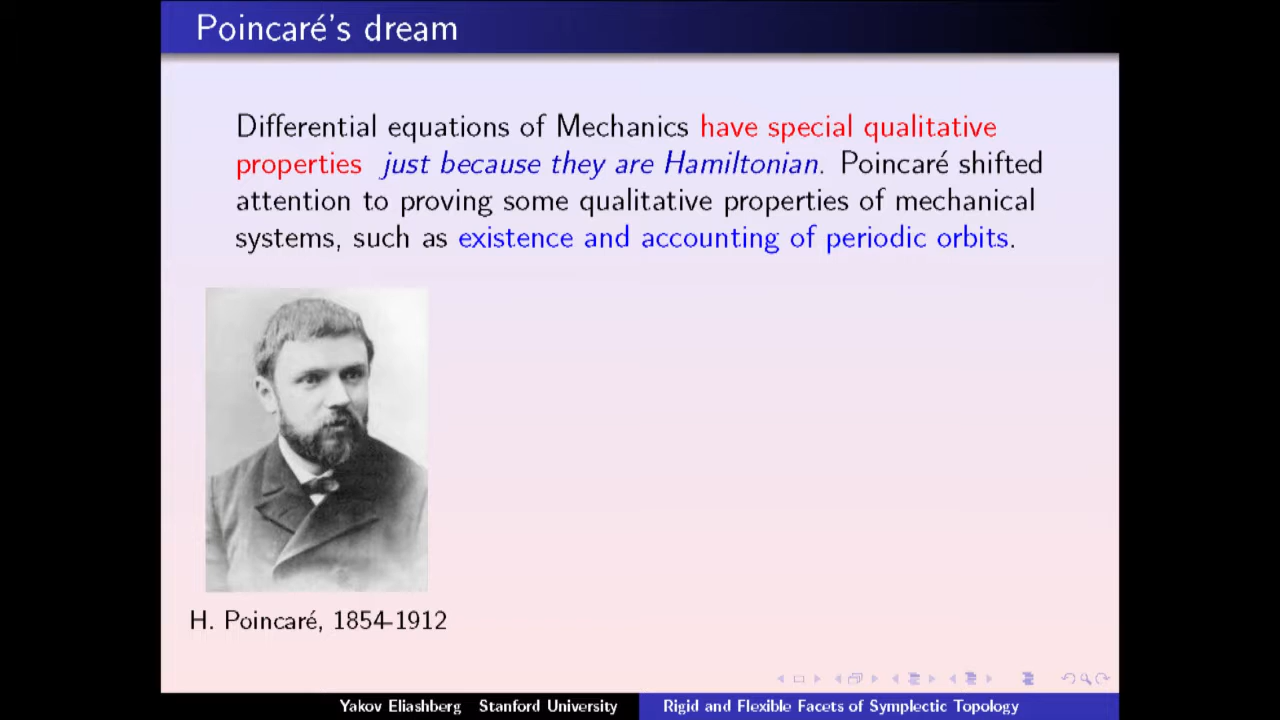 Poincaré's dream
Differential equations of Mechanics have special qualitative
properties just because they are Hamiltonian. Poincaré shifted
attention to proving some qualitative properties of mechanical
systems, such as existence and accounting of periodic orbits.
H. Poincaré, 1854-1912
Yakov Eliashberg Stanford University
Rigid and Flexible Facets of Symplectic Topology